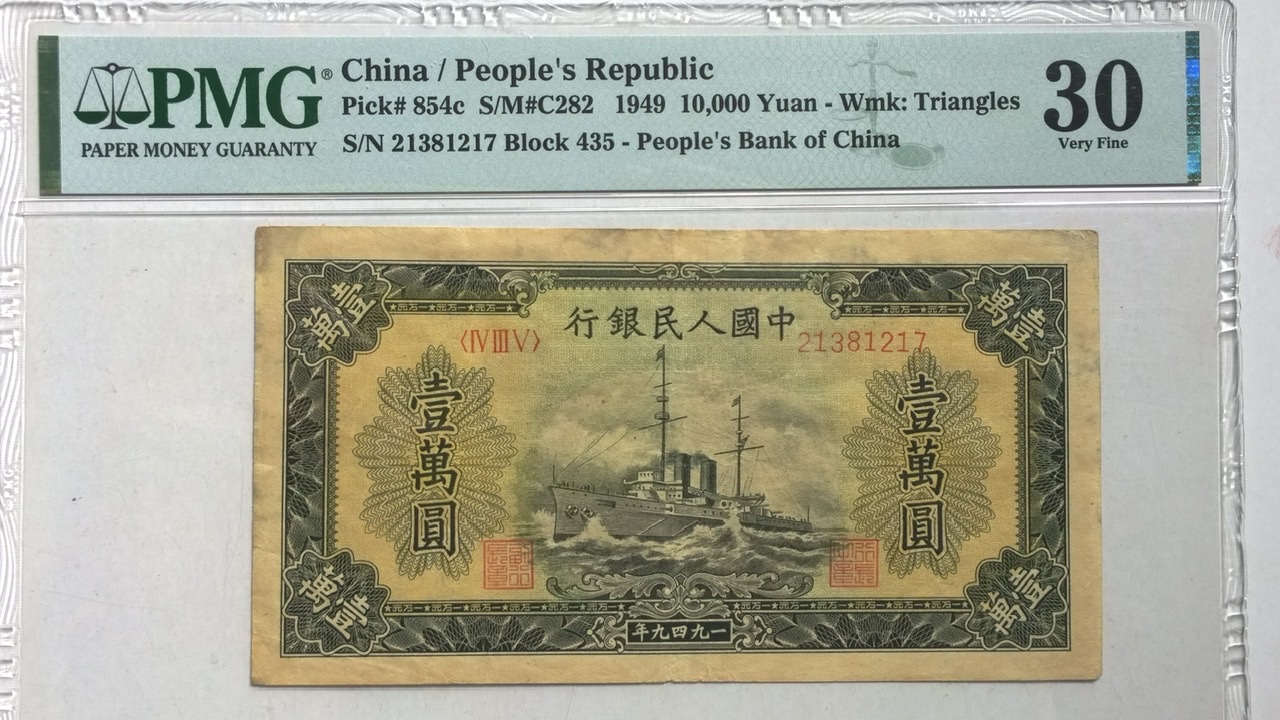 PMG®
PAPER MONEY GUARANTY
China / People's Republic
Pick# 854c S/M#C282 1949 10,000 Yuan - Wmk: Triangles
S/N 21381217 Block 435 - People's Bank of China
30
Very Fine
壹萬
壹萬
中國人民銀行
〈IV III V〉
21381217
壹萬圓
壹萬圓
壹萬
壹萬
一九四九年